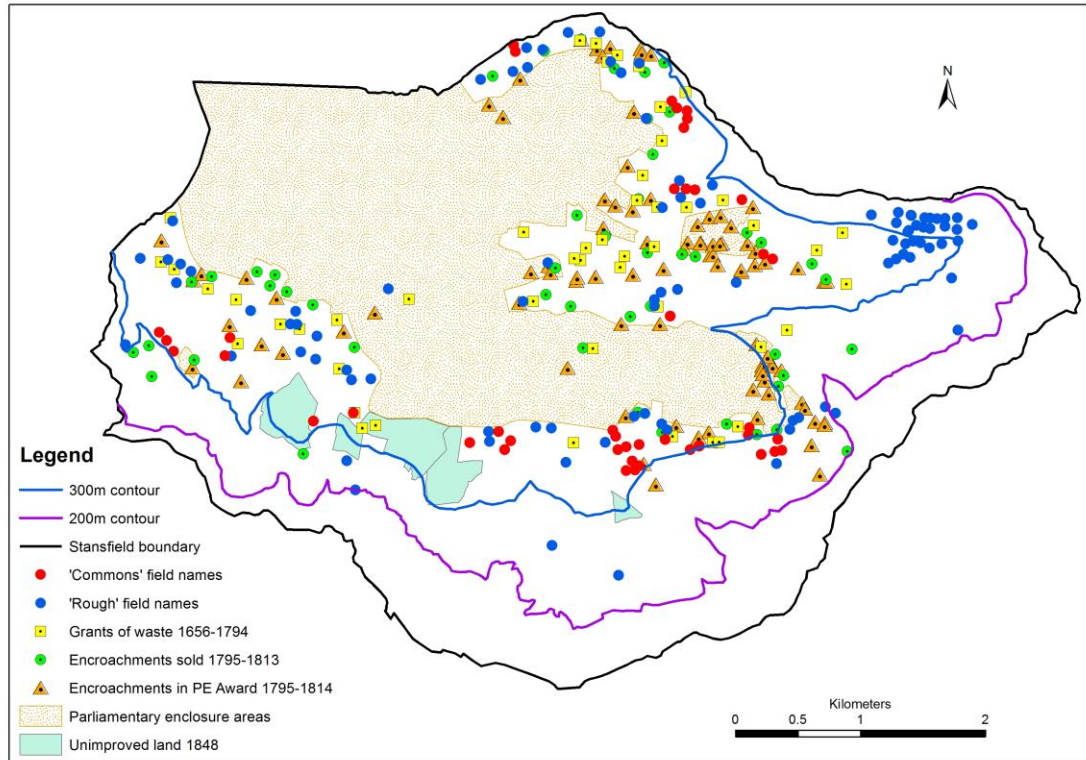 N
Legend
300m contour
200m contour
Stansfield boundary
'Commons' field names
'Rough' field names
Grants of waste 1656-1794
Encroachments sold 1795-1813
Encroachments in PE Award 1795-1814
Parliamentary enclosure areas
Unimproved land 1848
Kilometers
0 0.5 1 2